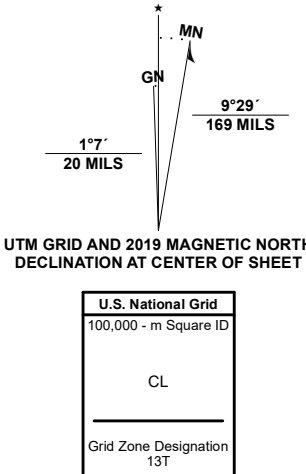 ★
MN
GN
9°29´
169 MILS
1°7´
20 MILS
UTM GRID AND 2019 MAGNETIC NORTH
DECLINATION AT CENTER OF SHEET
U.S. National Grid
100,000 - m Square ID
CL
Grid Zone Designation
13T